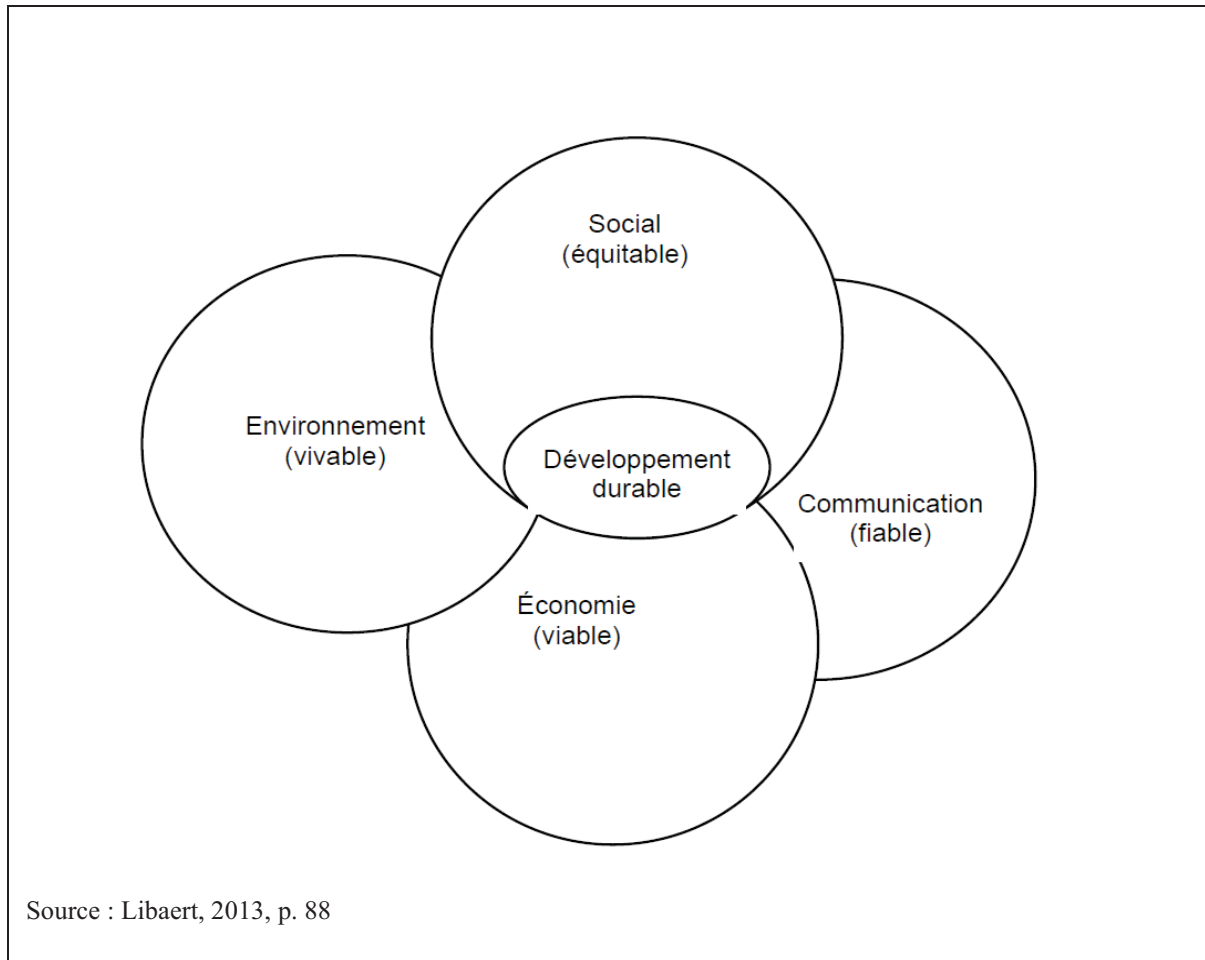 Social
(équitable)
Environnement
(vivable)
Développement
durable
Communication
(fiable)
Économie
(viable)
Source : Libaert, 2013, p. 88